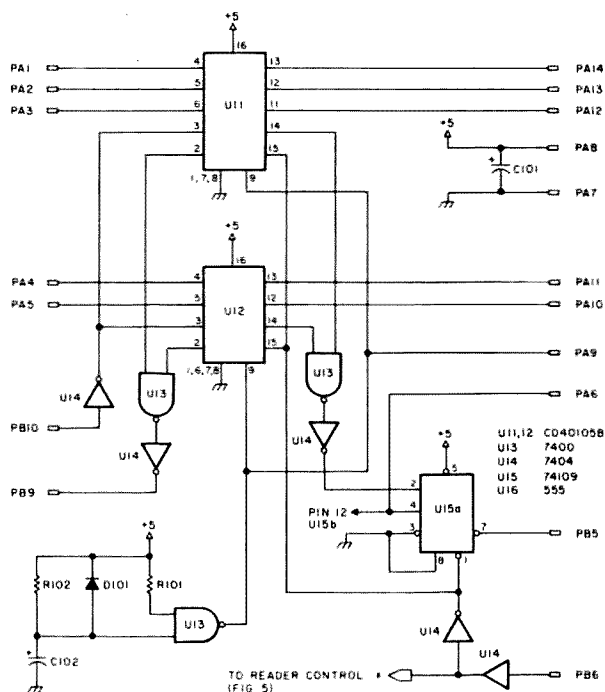 +5
16
PA1 4 13 PA14
PA2 5 12 PA13
PA3 6 11 PA12
U11
3 14
2 15
1,7,8 9
+5
PA8
+ C101
PA7
+5
16
PA4 4 13 PA11
PA5 5 12 PA10
U12
3 14
2 15
1,6,7,8 9
PA9
U14 U13 U13
PA6
PB10
U14 U14
PB9
+5
5
U11,12 CD40105B
U13 7400
U14 7404
U15 74109
U16 555
2
PIN 12
U15b
4 U15a
3 7 PB5
8 1
+5
R102 D101 R101
U13
+ C102
U14
U14
TO READER CONTROL *
(FIG 5)
PB6